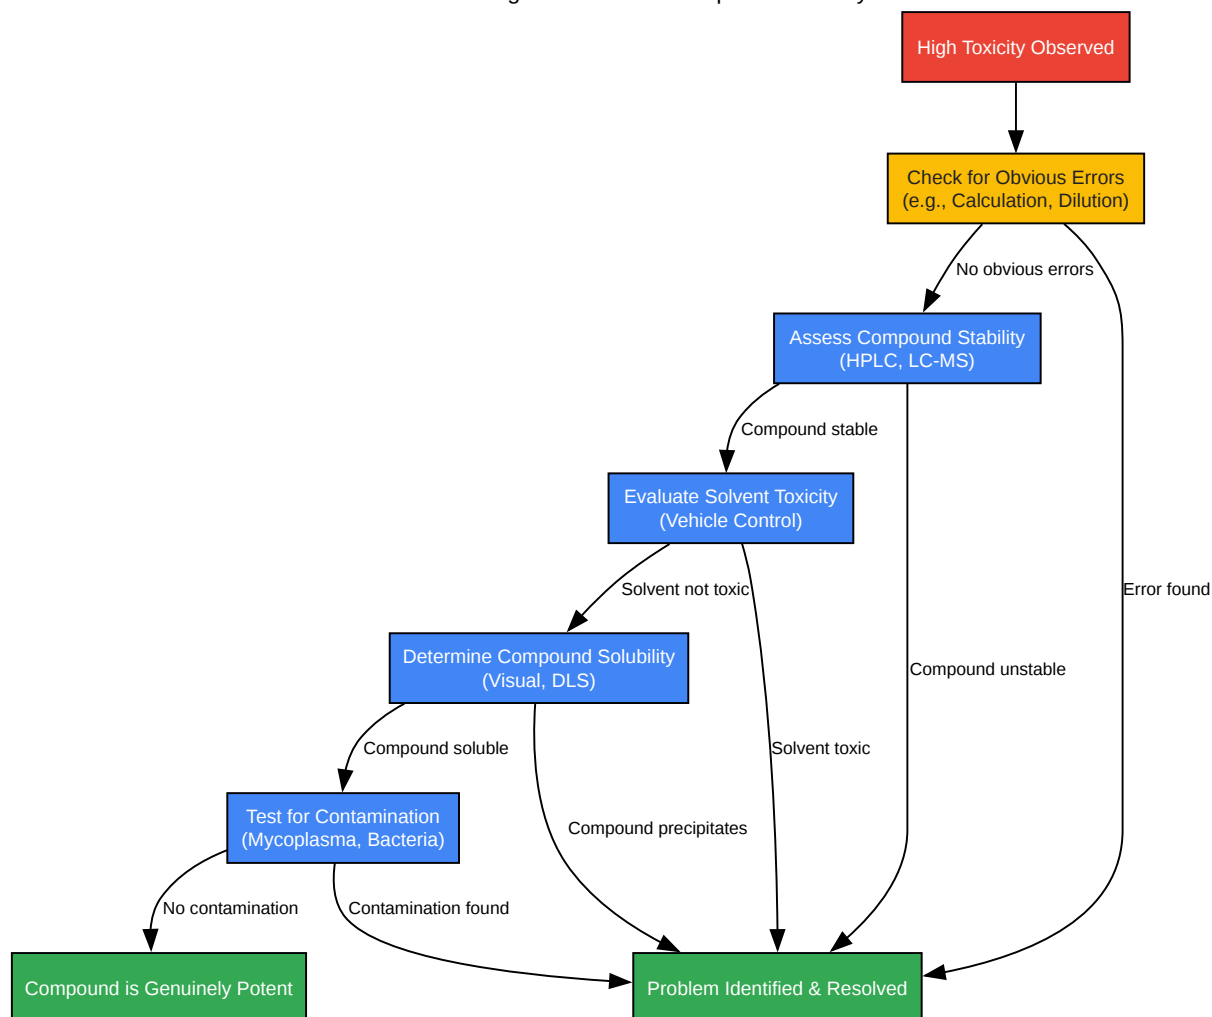 High Toxicity Observed
Check for Obvious Errors
(e.g., Calculation, Dilution)
No obvious errors
Assess Compound Stability
(HPLC, LC-MS)
Compound stable
Evaluate Solvent Toxicity
(Vehicle Control)
Solvent not toxic
Error found
Determine Compound Solubility
(Visual, DLS)
Compound unstable
Compound soluble
Solvent toxic
Test for Contamination
(Mycoplasma, Bacteria)
Compound precipitates
No contamination
Contamination found
Compound is Genuinely Potent
Problem Identified & Resolved